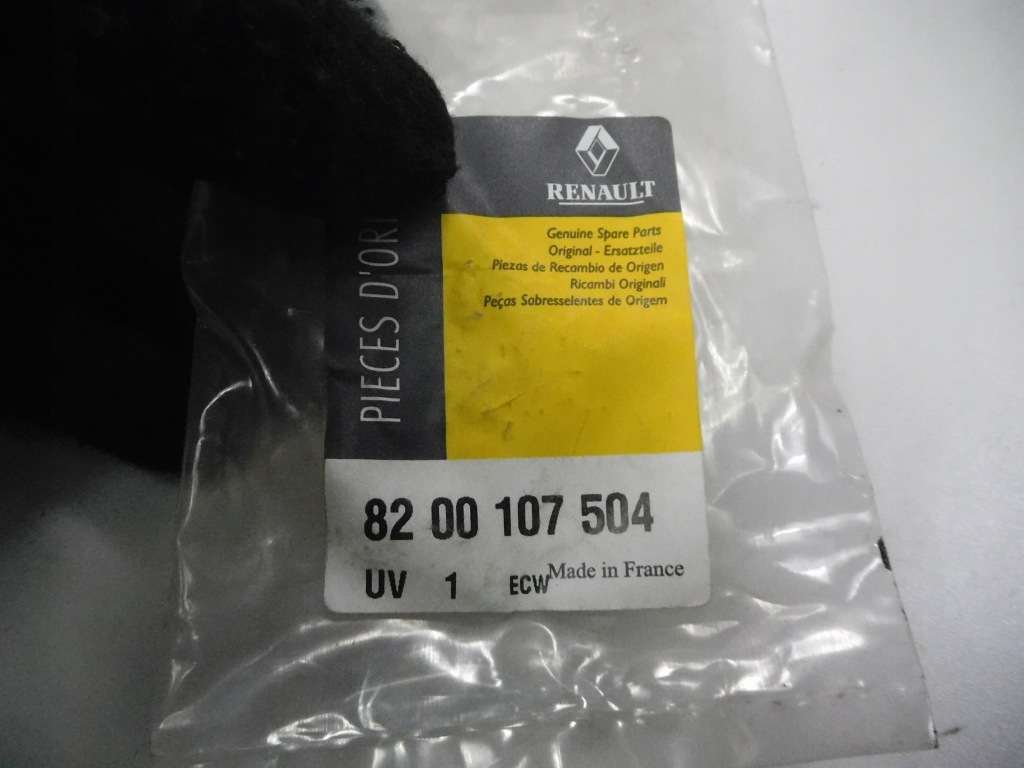 RENAULT
Genuine Spare Parts
Original - Ersatzteile
Piezas de Recambio de Origen
Ricambi Originali
Peças Sobresselentes de Origem
PIECES D'ORI
82 00 107 504
UV 1 ECW Made in France